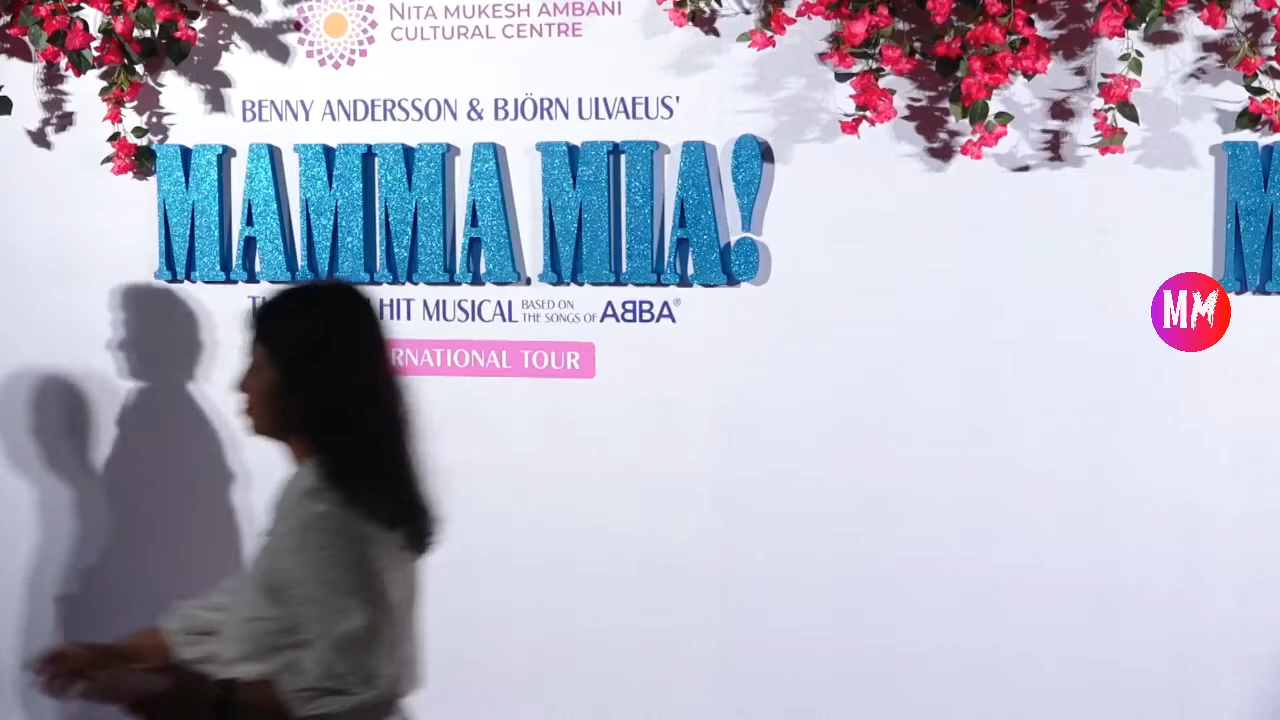 NITA MUKESH AMBANI
CULTURAL CENTRE
BENNY ANDERSSON & BJÖRN ULVAEUS'
MAMMA MIA!
HIT MUSICAL BASED ON THE SONGS OF ABBA®
RNATIONAL TOUR
M
MM